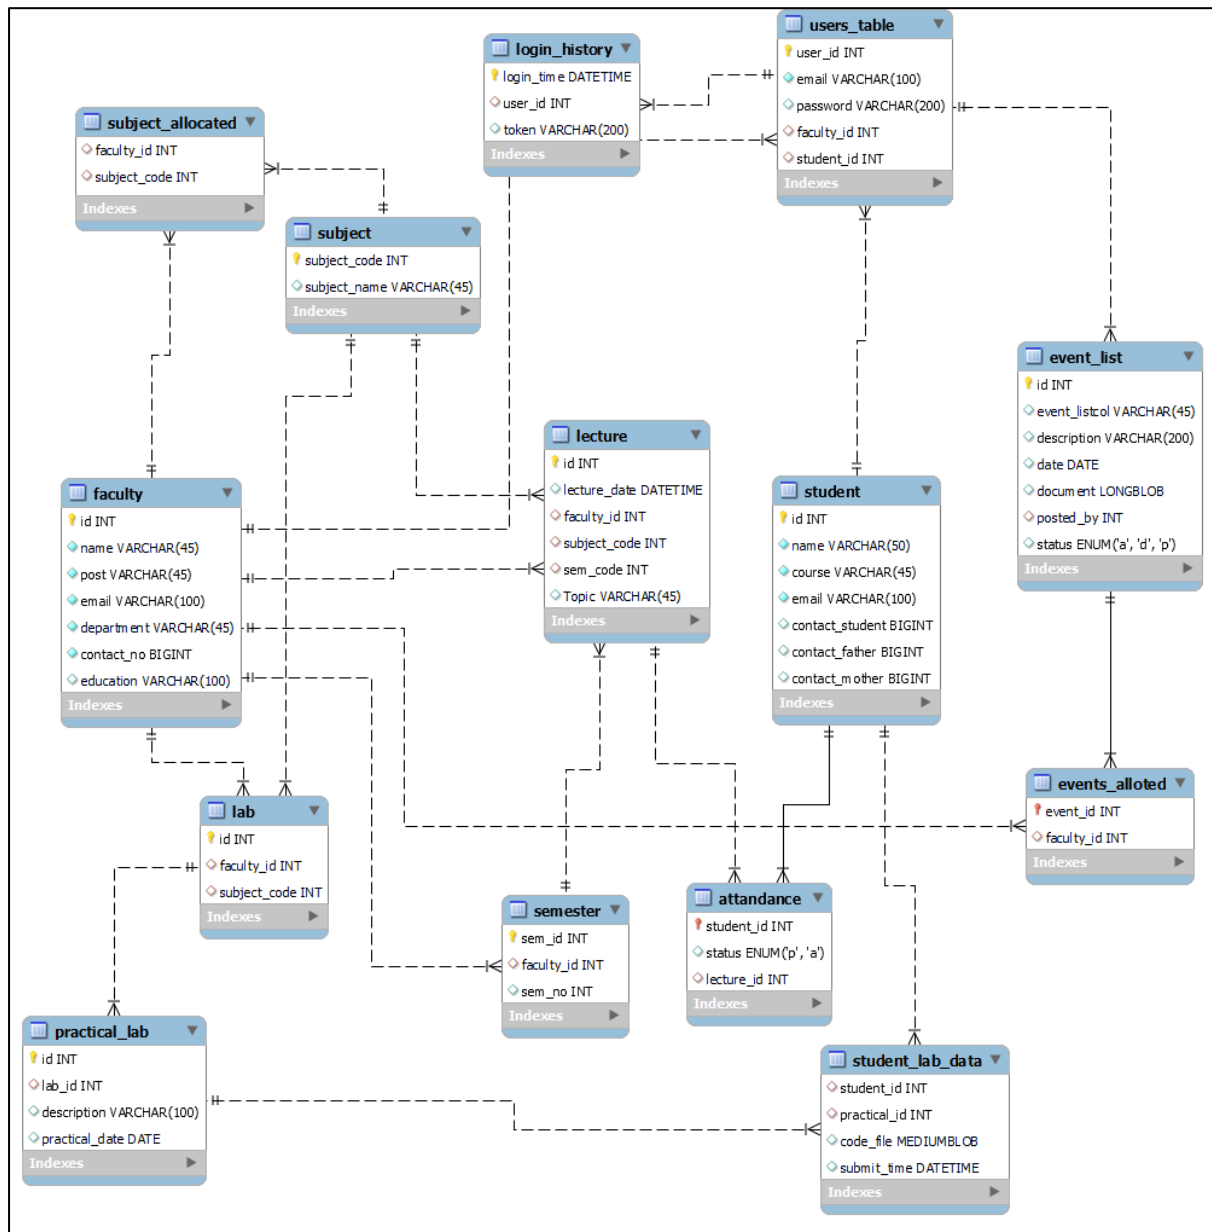 users_table
user_id INT
email VARCHAR(100)
password VARCHAR(200)
faculty_id INT
student_id INT
Indexes
login_history
login_time DATETIME
user_id INT
token VARCHAR(200)
Indexes
subject_allocated
faculty_id INT
subject_code INT
Indexes
subject
subject_code INT
subject_name VARCHAR(45)
Indexes
event_list
id INT
event_listcol VARCHAR(45)
description VARCHAR(200)
date DATE
document LONGBLOB
posted_by INT
status ENUM('a', 'd', 'p')
Indexes
lecture
id INT
lecture_date DATETIME
faculty_id INT
subject_code INT
sem_code INT
Topic VARCHAR(45)
Indexes
faculty
id INT
name VARCHAR(45)
post VARCHAR(45)
email VARCHAR(100)
department VARCHAR(45)
contact_no BIGINT
education VARCHAR(100)
Indexes
student
id INT
name VARCHAR(50)
course VARCHAR(45)
email VARCHAR(100)
contact_student BIGINT
contact_father BIGINT
contact_mother BIGINT
Indexes
events_alloted
event_id INT
faculty_id INT
Indexes
lab
id INT
faculty_id INT
subject_code INT
Indexes
semester
sem_id INT
faculty_id INT
sem_no INT
Indexes
attandance
student_id INT
status ENUM('p', 'a')
lecture_id INT
Indexes
practical_lab
id INT
lab_id INT
description VARCHAR(100)
practical_date DATE
Indexes
student_lab_data
student_id INT
practical_id INT
code_file MEDIUMBLOB
submit_time DATETIME
Indexes